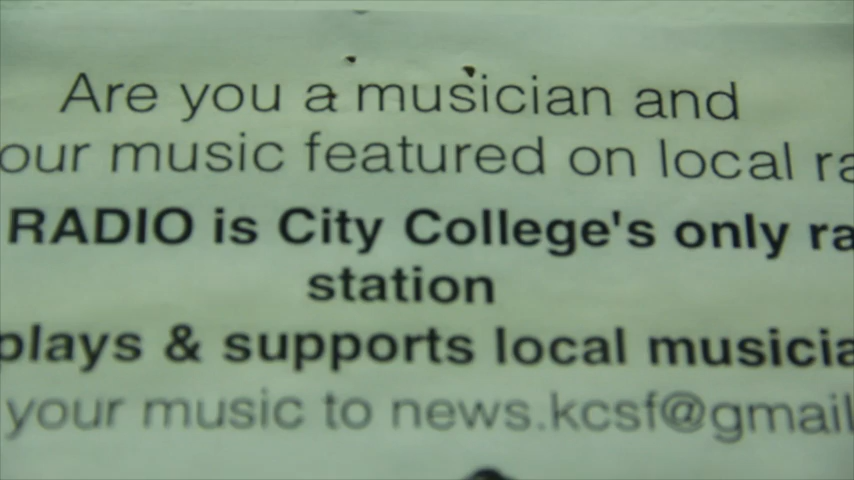 Are you a musician and
our music featured on local ra
RADIO is City College's only ra
station
plays & supports local musicia
your music to news.kcsf@gmail